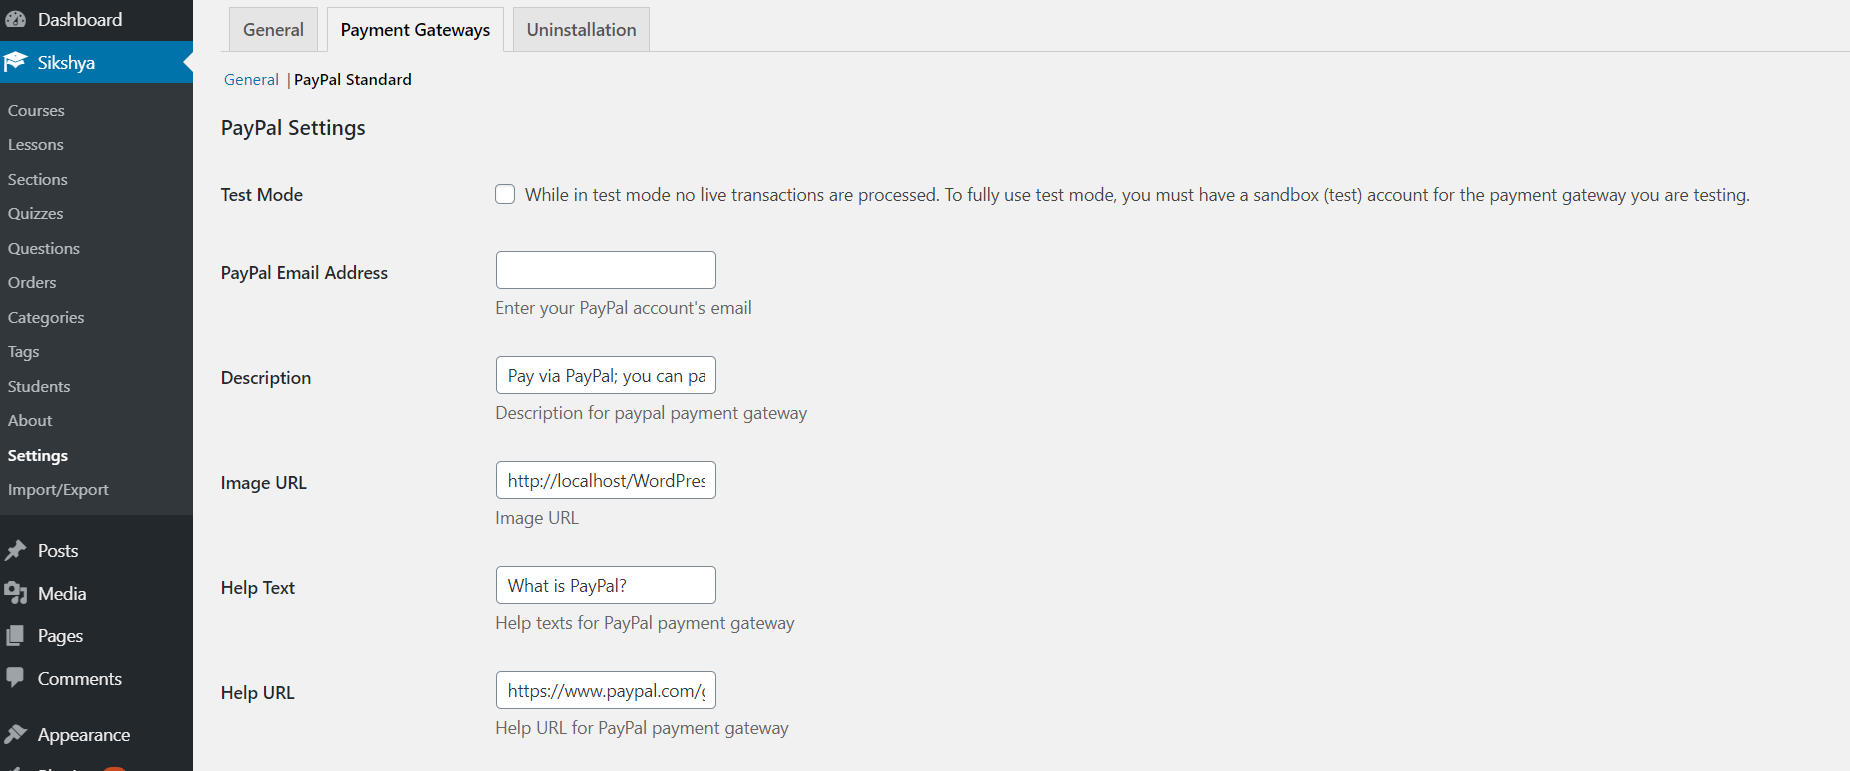 Dashboard
Sikshya
Courses
Lessons
Sections
Quizzes
Questions
Orders
Categories
Tags
Students
About
Settings
Import/Export
Posts
Media
Pages
Comments
Appearance
General
Payment Gateways
Uninstallation
General | PayPal Standard
PayPal Settings
Test Mode
While in test mode no live transactions are processed. To fully use test mode, you must have a sandbox (test) account for the payment gateway you are testing.
PayPal Email Address
Enter your PayPal account's email
Description
Pay via PayPal; you can pa
Description for paypal payment gateway
Image URL
http://localhost/WordPres
Image URL
Help Text
What is PayPal?
Help texts for PayPal payment gateway
Help URL
https://www.paypal.com/g
Help URL for PayPal payment gateway